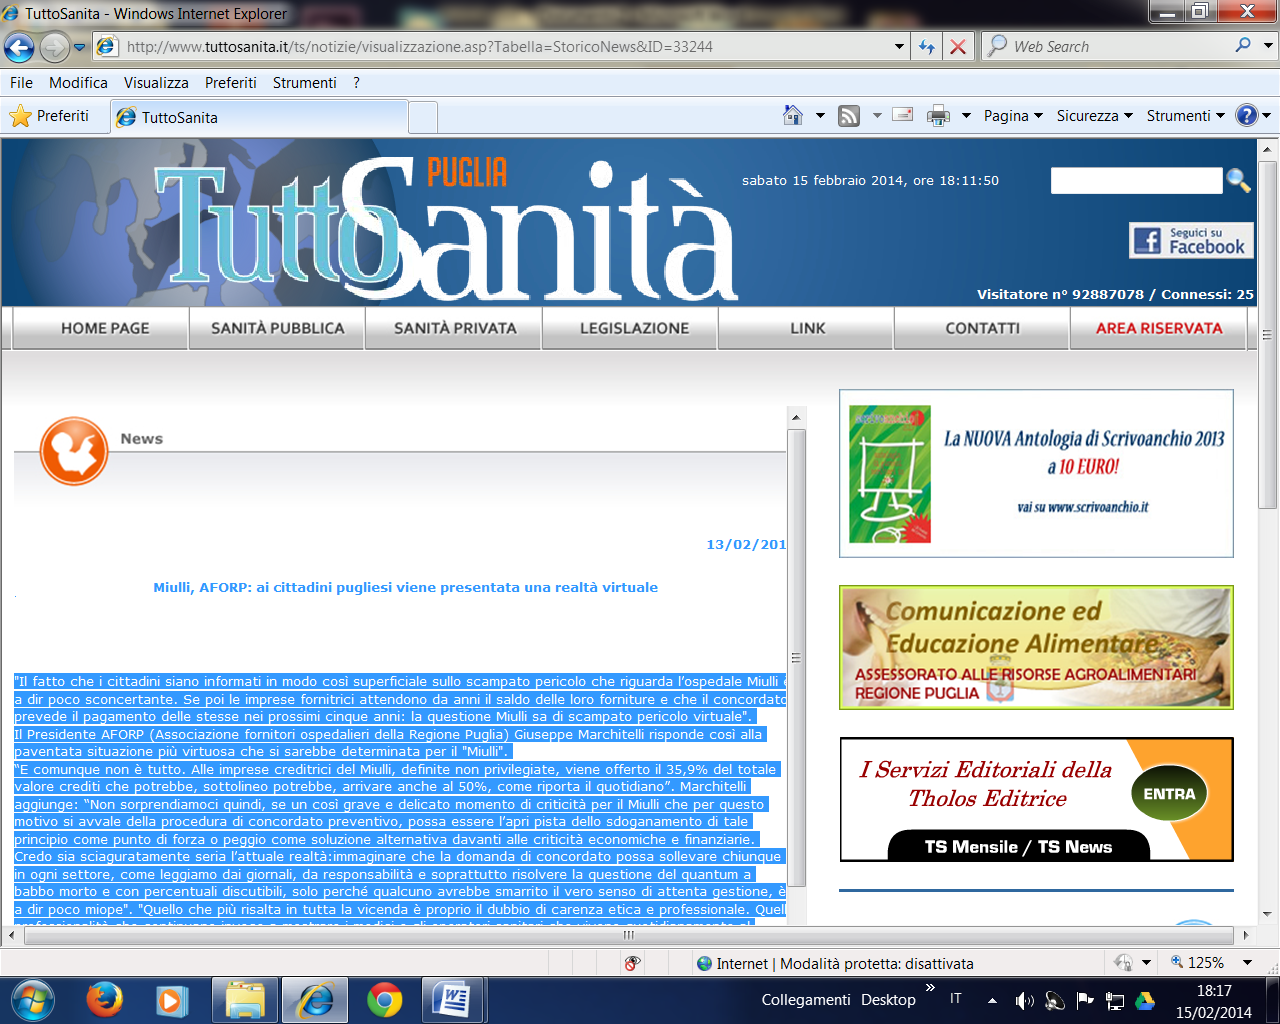 TuttoSanita - Windows Internet Explorer
http://www.tuttosanita.it/ts/notizie/visualizzazione.asp?Tabella=StoricoNews&ID=33244
Web Search
File Modifica Visualizza Preferiti Strumenti ?
Preferiti
TuttoSanita
Pagina Sicurezza Strumenti
TuttoSanità
PUGLIA
sabato 15 febbraio 2014, ore 18:11:50
Seguici su
Facebook
Visitatore n° 92887078 / Connessi: 25
HOME PAGE SANITÀ PUBBLICA SANITÀ PRIVATA LEGISLAZIONE LINK CONTATTI AREA RISERVATA
News
13/02/201
Miulli, AFORP: ai cittadini pugliesi viene presentata una realtà virtuale
"Il fatto che i cittadini siano informati in modo così superficiale sullo scampato pericolo che riguarda l’ospedale Miulli è
a dir poco sconcertante. Se poi le imprese fornitrici attendono da anni il saldo delle loro forniture e che il concordato
prevede il pagamento delle stesse nei prossimi cinque anni: la questione Miulli sa di scampato pericolo virtuale".
Il Presidente AFORP (Associazione fornitori ospedalieri della Regione Puglia) Giuseppe Marchitelli risponde così alla
paventata situazione più virtuosa che si sarebbe determinata per il "Miulli".
“E comunque non è tutto. Alle imprese creditrici del Miulli, definite non privilegiate, viene offerto il 35,9% del totale
valore crediti che potrebbe, sottolineo potrebbe, arrivare anche al 50%, come riporta il quotidiano”. Marchitelli
aggiunge: “Non sorprendiamoci quindi, se un così grave e delicato momento di criticità per il Miulli che per questo
motivo si avvale della procedura di concordato preventivo, possa essere l’apri pista dello sdoganamento di tale
principio come punto di forza o peggio come soluzione alternativa davanti alle criticità economiche e finanziarie.
Credo sia sciaguratamente seria l’attuale realtà:immaginare che la domanda di concordato possa sollevare chiunque
in ogni settore, come leggiamo dai giornali, da responsabilità e soprattutto risolvere la questione del quantum a
babbo morto e con percentuali discutibili, solo perché qualcuno avrebbe smarrito il vero senso di attenta gestione, è
a dir poco miope". "Quello che più risalta in tutta la vicenda è proprio il dubbio di carenza etica e professionale. Quell
La NUOVA Antologia di Scrivoanchio 2013
a 10 EURO!
vai su www.scrivoanchio.it
Comunicazione ed
Educazione Alimentare
ASSESSORATO ALLE RISORSE AGROALIMENTARI
REGIONE PUGLIA
I Servizi Editoriali della
Tholos Editrice
ENTRA
TS Mensile / TS News
Internet | Modalità protetta: disattivata
125%
Collegamenti Desktop » IT
18:17
15/02/2014